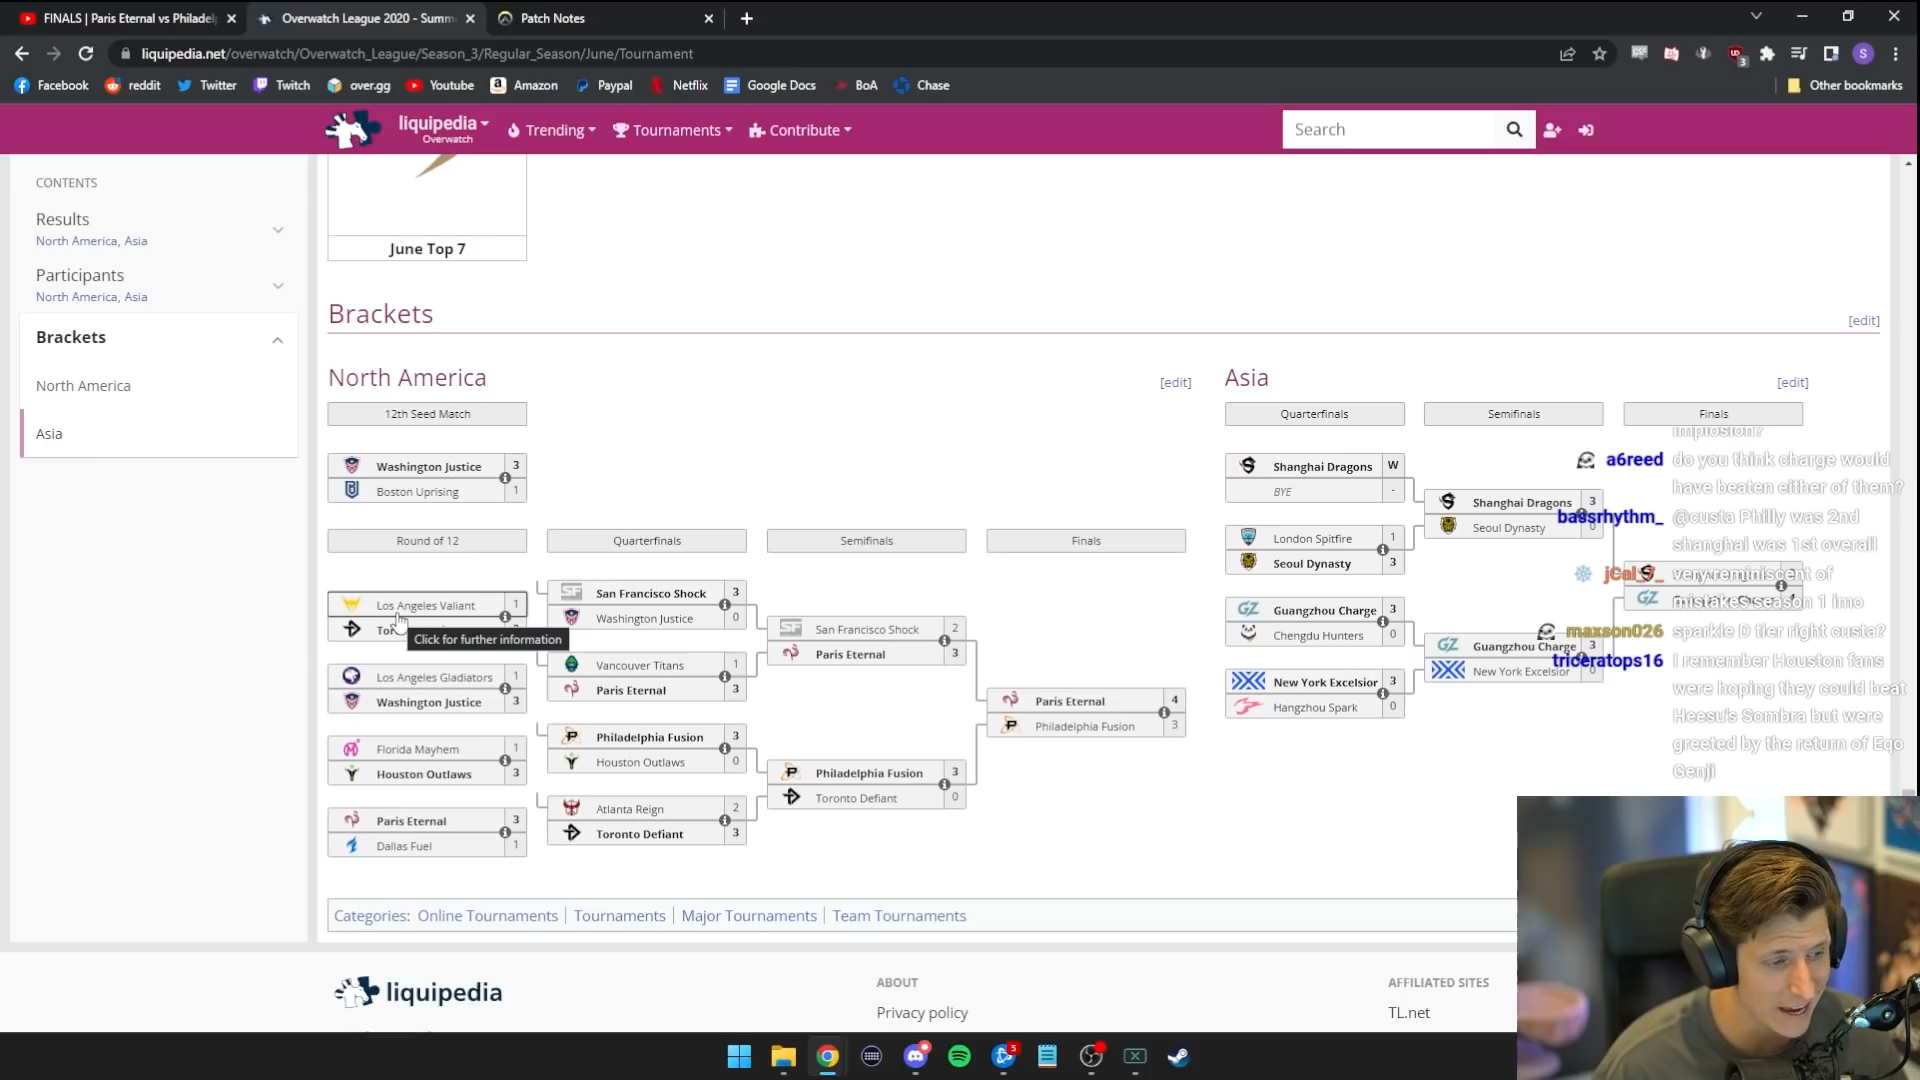 FINALS | Paris Eternal vs Philadel
Overwatch League 2020 - Summ
Patch Notes
liquipedia.net/overwatch/Overwatch_League/Season_3/Regular_Season/June/Tournament
Facebook
reddit
Twitter
Twitch
over.gg
Youtube
Amazon
Paypal
Netflix
Google Docs
BoA
Chase
Other bookmarks
liquipedia
Overwatch
Trending
Tournaments
Contribute
Search
CONTENTS
Results
North America, Asia
Participants
North America, Asia
Brackets
North America
Asia
June Top 7
Brackets
[edit]
North America
[edit]
12th Seed Match
Washington Justice 3
Boston Uprising 1
Round of 12
Quarterfinals
Semifinals
Finals
Los Angeles Valiant 1
Click for further information
Los Angeles Gladiators 1
Washington Justice 3
Florida Mayhem 1
Houston Outlaws 3
Paris Eternal 3
Dallas Fuel 1
San Francisco Shock 3
Washington Justice 0
Vancouver Titans 1
Paris Eternal 3
Philadelphia Fusion 3
Houston Outlaws 0
Atlanta Reign 2
Toronto Defiant 3
San Francisco Shock 2
Paris Eternal 3
Philadelphia Fusion 3
Toronto Defiant 0
Paris Eternal 4
Philadelphia Fusion 3
Asia
[edit]
Quarterfinals
Semifinals
Finals
Shanghai Dragons W
BYE -
London Spitfire 1
Seoul Dynasty 3
Guangzhou Charge 3
Chengdu Hunters 0
New York Excelsior 3
Hangzhou Spark 0
Shanghai Dragons 3
Seoul Dynasty
Guangzhou Charge 3
New York Excelsior 0
implosion?
a6reed do you think charge would
have beaten either of them?
bassrhythm_ @custa Philly was 2nd
shanghai was 1st overall
jCal_7_ very reminiscent of
mistakes season 1 imo
maxson026 sparkle D tier right custa?
triceratops16 I remember Houston fans
were hoping they could beat
Heesu's Sombra but were
greeted by the return of Eqo
Genji
Categories: Online Tournaments | Tournaments | Major Tournaments | Team Tournaments
liquipedia
ABOUT
Privacy policy
AFFILIATED SITES
TL.net